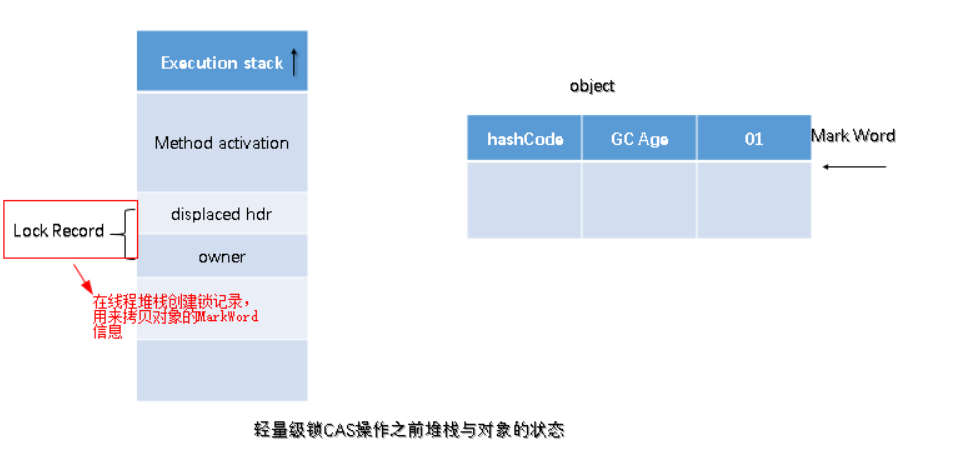 Execution stack
object
Method activation
hashCode
GC Age
01
Mark Word
displaced hdr
Lock Record
owner
在线程堆栈创建锁记录，
用来拷贝对象的MarkWord
信息
轻量级锁CAS操作之前堆栈与对象的状态